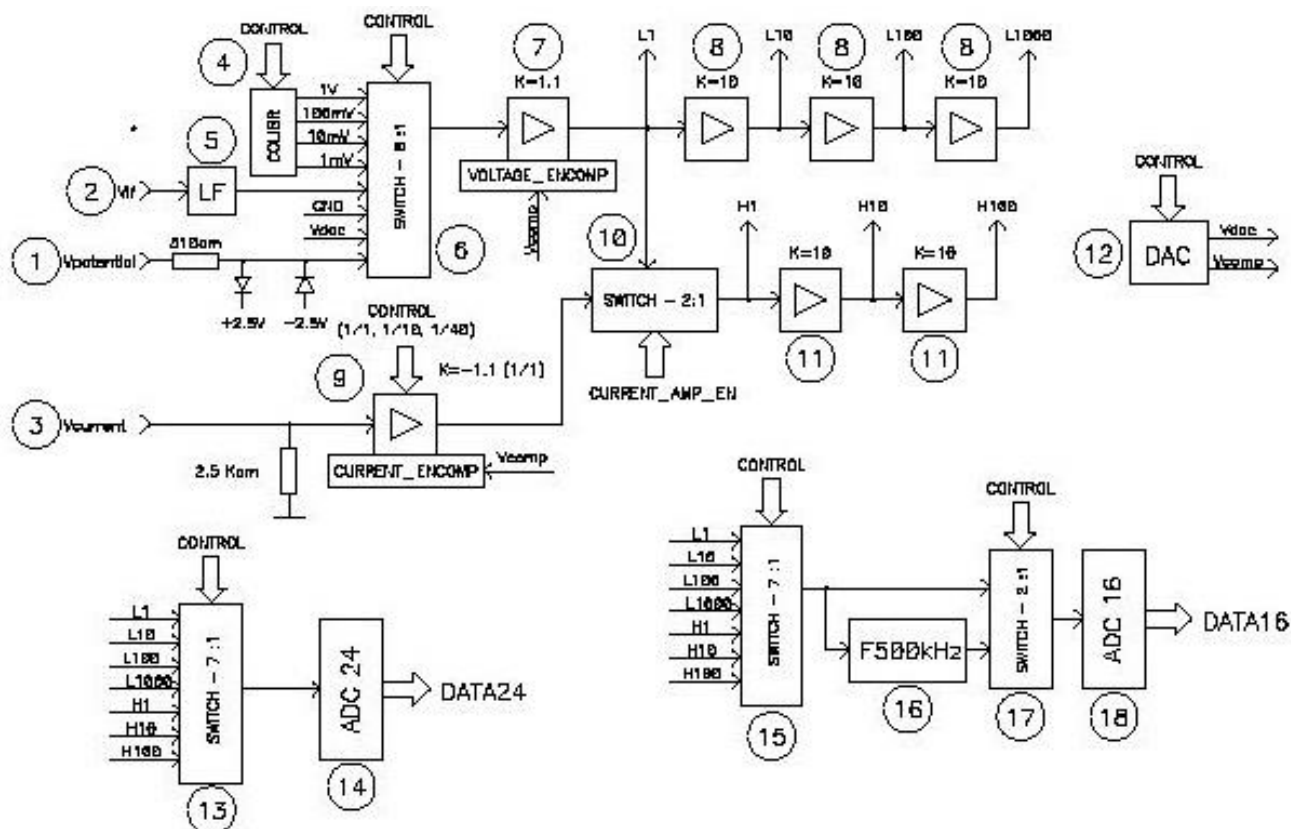 CONTROL
CONTROL
4
7
L1
8
L10
8
L100
8
L1000
1V
K=1.1
K=10
K=10
K=10
5
100mV
10mV
1mV
COLIBR
SWITCH - 8:1
VOLTAGE_ENCOMP
CONTROL
2
LF
GND
Vdac
6
Vcomp
10
H1
H10
H100
12
DAC
Vdac
Vcomp
1
Vpotential
510om
K=10
K=10
+2.5V
-2.5V
CONTROL
(1/1, 1/10, 1/40)
SWITCH - 2:1
11
11
9
K=-1.1 (1/1)
CURRENT_AMP_EN
3
Vcurrent
2.5 Kom
CURRENT_ENCOMP
Vcomp
CONTROL
CONTROL
CONTROL
L1
L10
L100
L1000
H1
H10
H100
SWITCH - 7:1
F500kHz
SWITCH - 2:1
ADC 16
DATA16
15
16
17
18
L1
L10
L100
L1000
H1
H10
H100
SWITCH - 7:1
ADC 24
DATA24
13
14